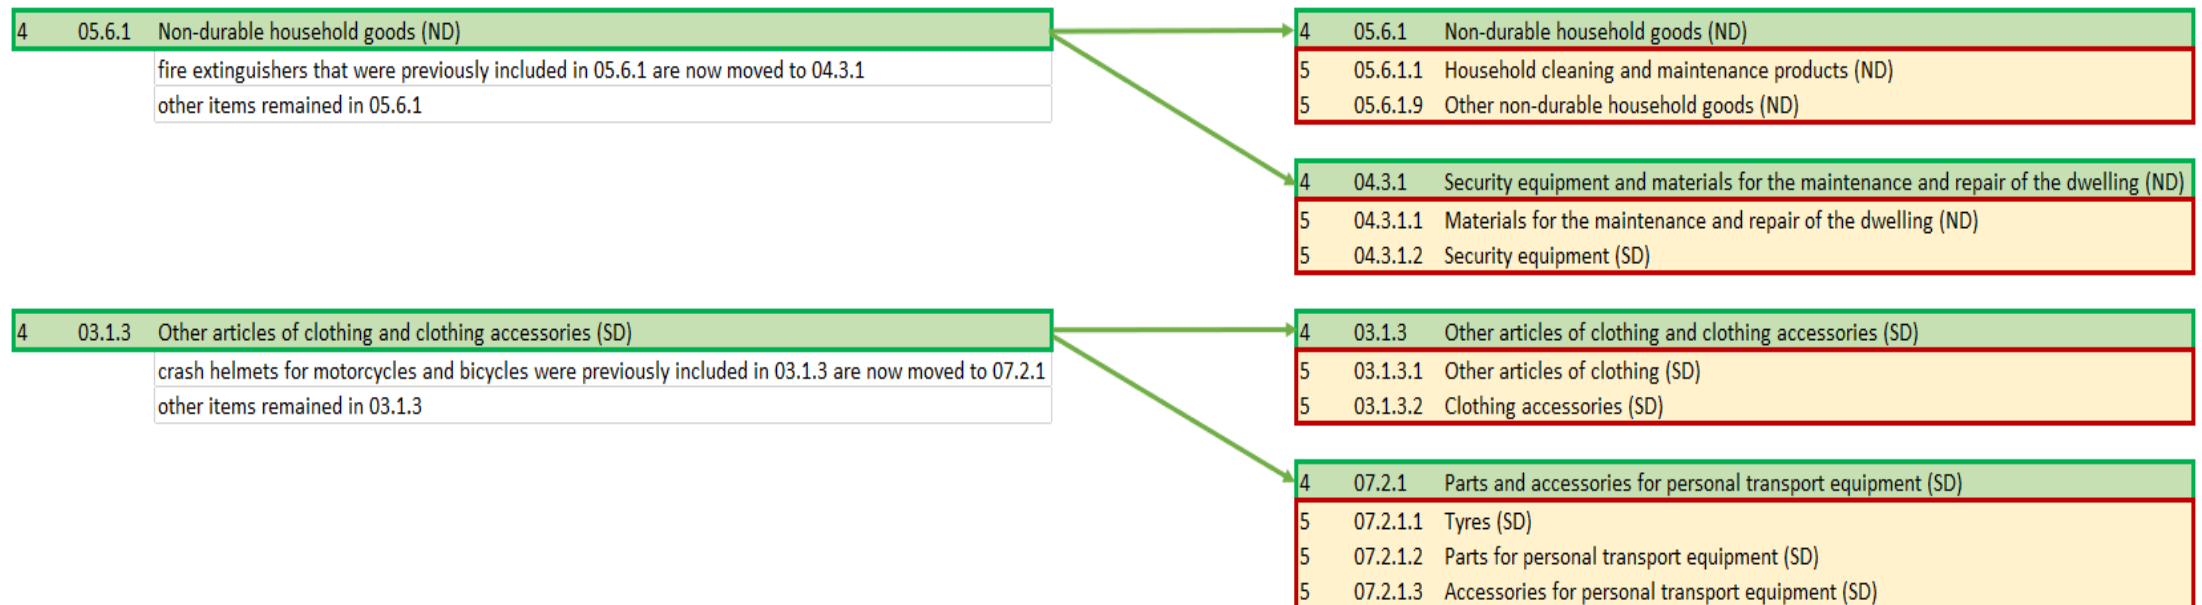 4 05.6.1 Non-durable household goods (ND)
fire extinguishers that were previously included in 05.6.1 are now moved to 04.3.1
other items remained in 05.6.1
4 05.6.1 Non-durable household goods (ND)
5 05.6.1.1 Household cleaning and maintenance products (ND)
5 05.6.1.9 Other non-durable household goods (ND)
4 04.3.1 Security equipment and materials for the maintenance and repair of the dwelling (ND)
5 04.3.1.1 Materials for the maintenance and repair of the dwelling (ND)
5 04.3.1.2 Security equipment (SD)
4 03.1.3 Other articles of clothing and clothing accessories (SD)
crash helmets for motorcycles and bicycles were previously included in 03.1.3 are now moved to 07.2.1
other items remained in 03.1.3
4 03.1.3 Other articles of clothing and clothing accessories (SD)
5 03.1.3.1 Other articles of clothing (SD)
5 03.1.3.2 Clothing accessories (SD)
4 07.2.1 Parts and accessories for personal transport equipment (SD)
5 07.2.1.1 Tyres (SD)
5 07.2.1.2 Parts for personal transport equipment (SD)
5 07.2.1.3 Accessories for personal transport equipment (SD)